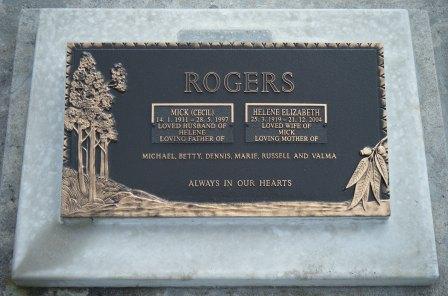 ROGERS
MICK (CECIL)
14. 1. 1911 – 28. 5. 1997
LOVED HUSBAND OF
HELENE
LOVING FATHER OF
HELENE ELIZABETH
25. 3. 1919 – 21. 12. 2004
LOVED WIFE OF
MICK
LOVING MOTHER OF
MICHAEL, BETTY, DENNIS, MARIE, RUSSELL AND VALMA
ALWAYS IN OUR HEARTS